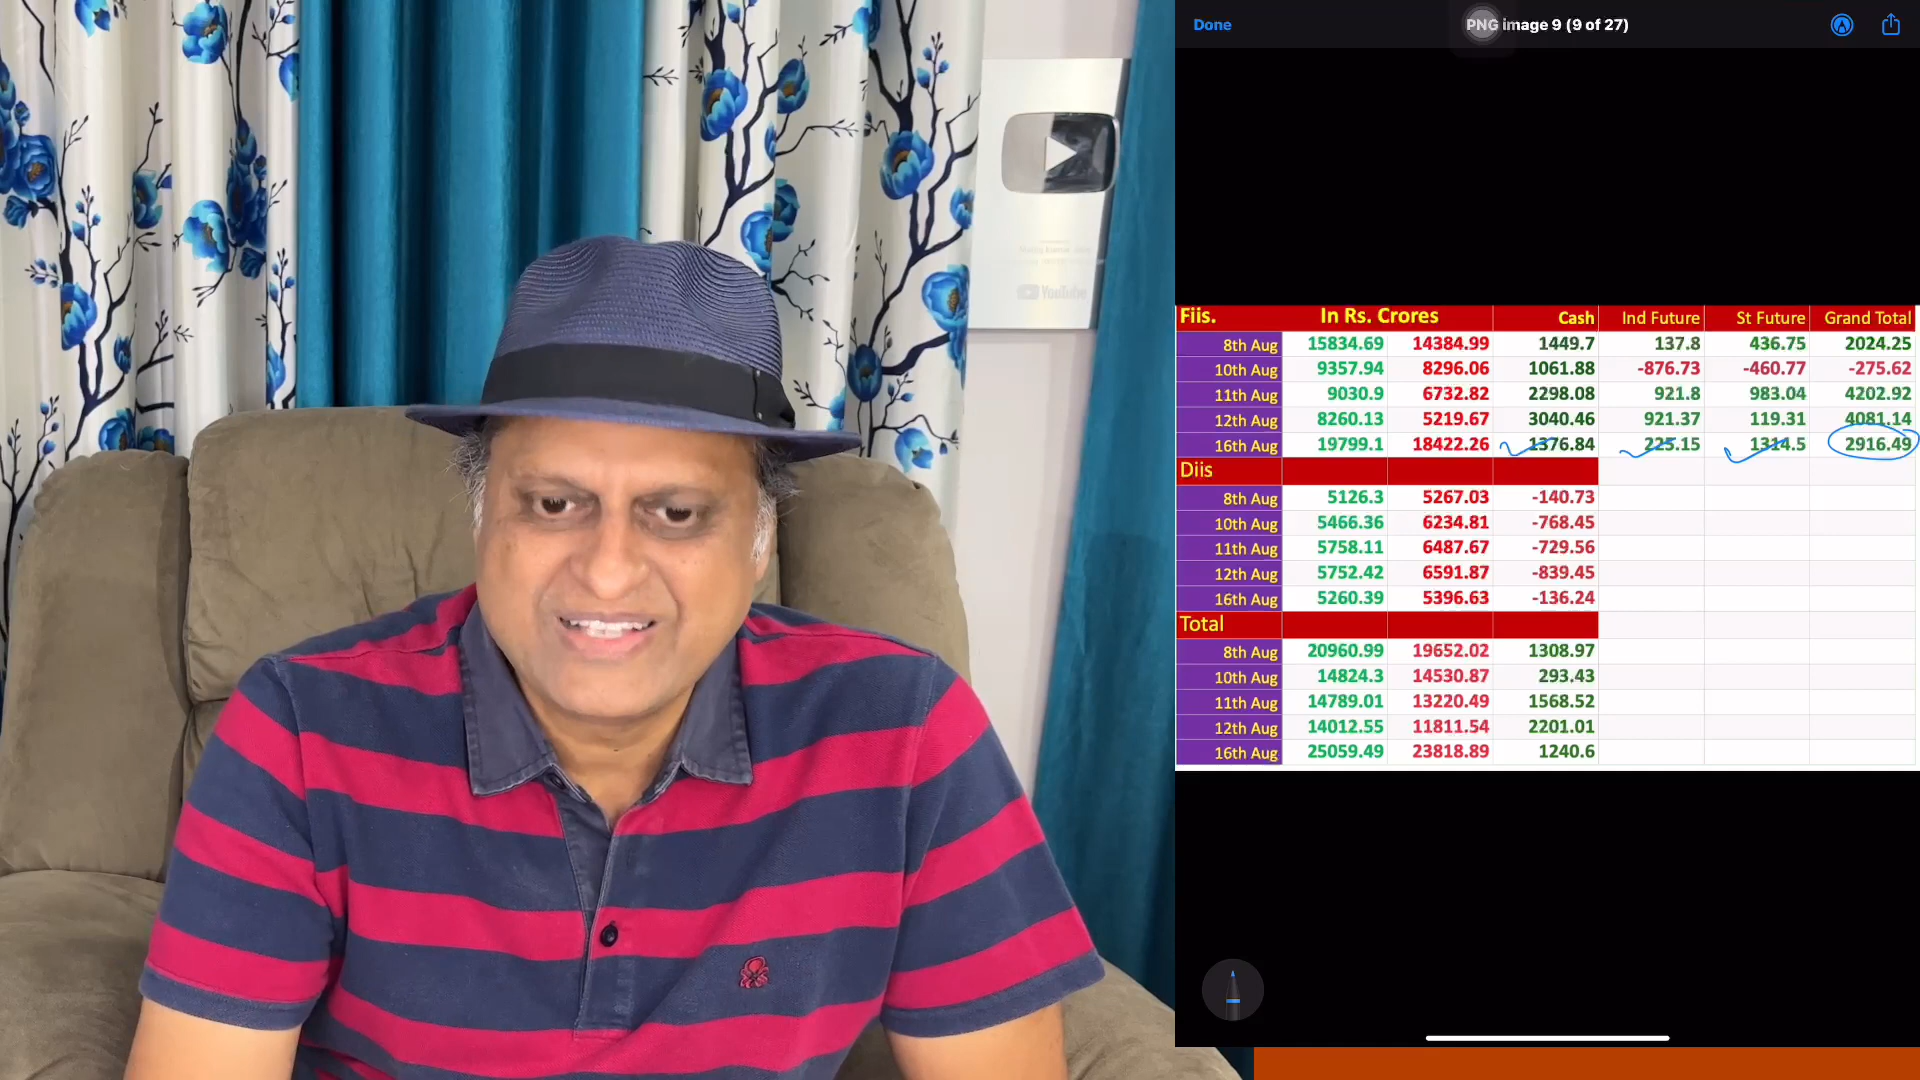 Done
PNG image 9 (9 of 27)
YouTube
Fiis. In Rs. Crores Cash Ind Future St Future Grand Total
8th Aug 15834.69 14384.99 1449.7 137.8 436.75 2024.25
10th Aug 9357.94 8296.06 1061.88 -876.73 -460.77 -275.62
11th Aug 9030.9 6732.82 2298.08 921.8 983.04 4202.92
12th Aug 8260.13 5219.67 3040.46 921.37 119.31 4081.14
16th Aug 19799.1 18422.26 1376.84 225.15 1314.5 2916.49
Diis
8th Aug 5126.3 5267.03 -140.73
10th Aug 5466.36 6234.81 -768.45
11th Aug 5758.11 6487.67 -729.56
12th Aug 5752.42 6591.87 -839.45
16th Aug 5260.39 5396.63 -136.24
Total
8th Aug 20960.99 19652.02 1308.97
10th Aug 14824.3 14530.87 293.43
11th Aug 14789.01 13220.49 1568.52
12th Aug 14012.55 11811.54 2201.01
16th Aug 25059.49 23818.89 1240.6